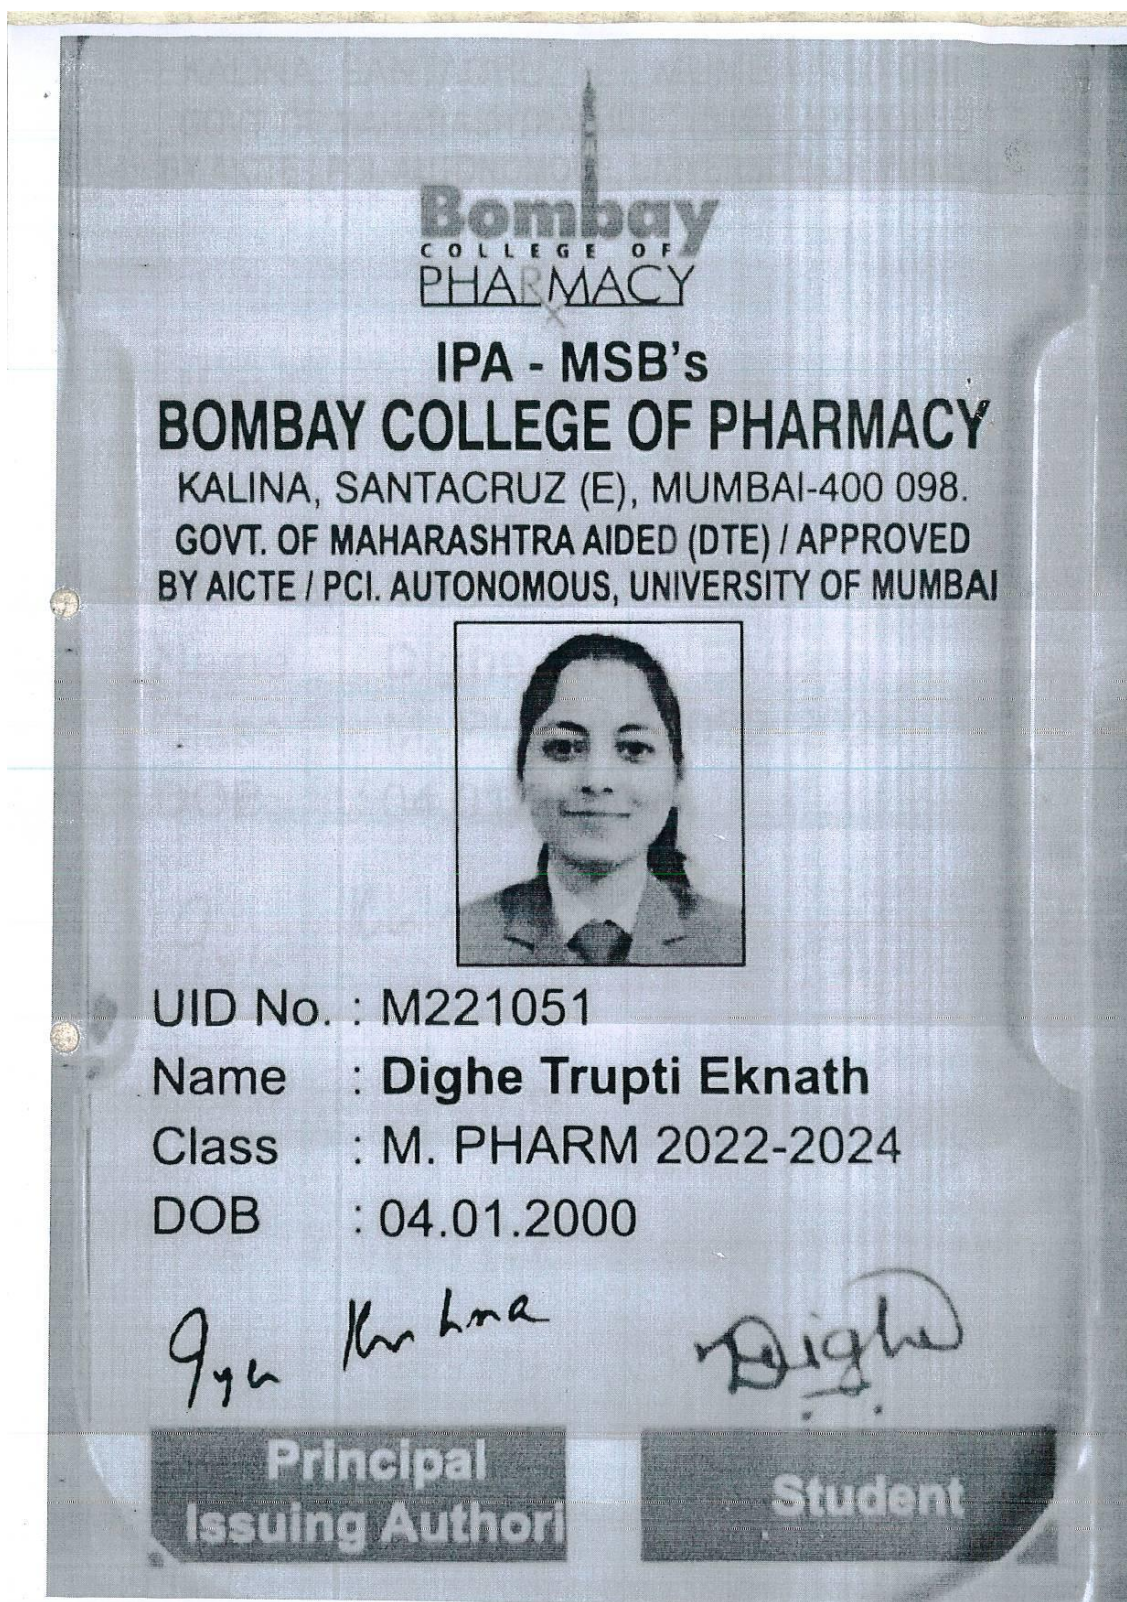 Bombay
COLLEGE OF
PHARMACY
IPA - MSB's
BOMBAY COLLEGE OF PHARMACY
KALINA, SANTACRUZ (E), MUMBAI-400 098.
GOVT. OF MAHARASHTRA AIDED (DTE) / APPROVED
BY AICTE / PCI. AUTONOMOUS, UNIVERSITY OF MUMBAI
UID No. : M221051
Name : Dighe Trupti Eknath
Class : M. PHARM 2022-2024
DOB : 04.01.2000
Krishna Dighe
Principal
Issuing Authori
Student